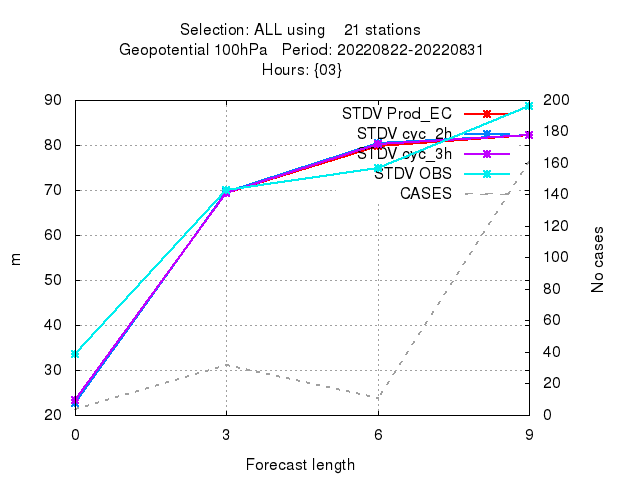 Selection: ALL using    21 stations
Geopotential 100hPa   Period: 20220822-20220831
Hours: {03}
90
80
70
60
50
40
30
20
200
180
160
140
120
100
80
60
40
20
0
STDV Prod_EC
STDV cyc_2h
STDV cyc_3h
STDV OBS
CASES
m
No cases
0
3
6
9
Forecast length